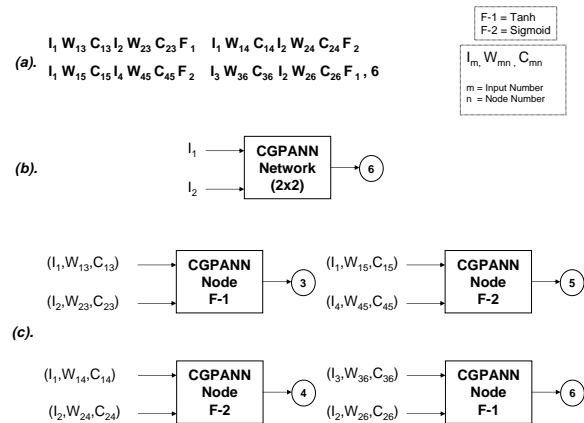 I₁ W₁₃ C₁₃ I₂ W₂₃ C₂₃ F₁ I₁ W₁₄ C₁₄ I₂ W₂₄ C₂₄ F₂
(a).
I₁ W₁₅ C₁₅ I₄ W₄₅ C₄₅ F₂ I₃ W₃₆ C₃₆ I₂ W₂₆ C₂₆ F₁ , 6
F-1 = Tanh
F-2 = Sigmoid
Iₘ, Wₘₙ , Cₘₙ
m = Input Number
n = Node Number
(b).
I₁
I₂
CGPANN
Network
(2x2)
6
(I₁,W₁₃,C₁₃)
(I₂,W₂₃,C₂₃)
CGPANN
Node
F-1
3
(I₁,W₁₅,C₁₅)
(I₄,W₄₅,C₄₅)
CGPANN
Node
F-2
5
(c).
(I₁,W₁₄,C₁₄)
(I₂,W₂₄,C₂₄)
CGPANN
Node
F-2
4
(I₃,W₃₆,C₃₆)
(I₂,W₂₆,C₂₆)
CGPANN
Node
F-1
6